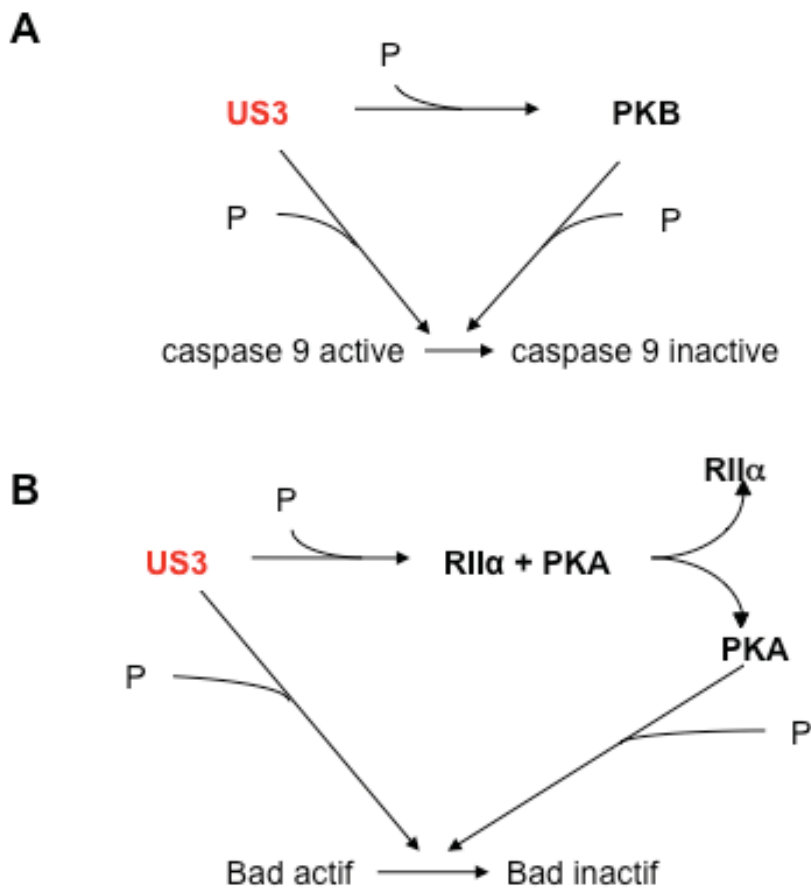 A
P
US3
PKB
P
P
caspase 9 active
caspase 9 inactive
B
RIIα
P
US3
RIIα + PKA
PKA
P
P
Bad actif
Bad inactif